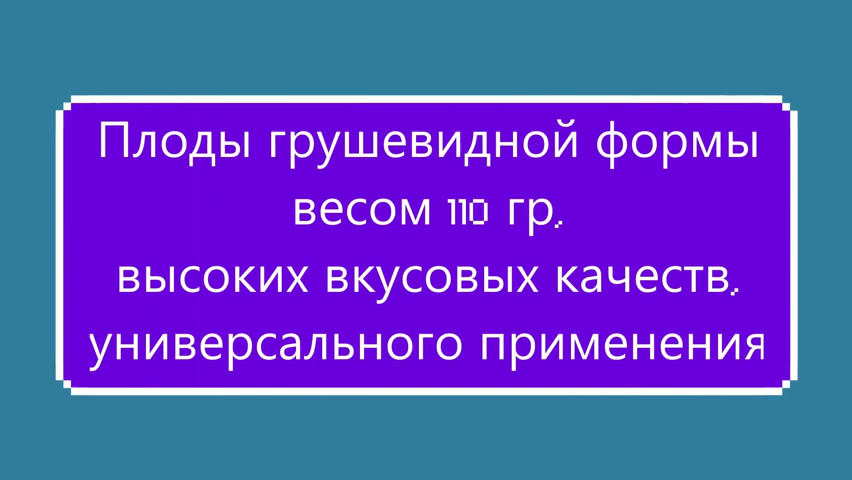 Плоды грушевидной формы
весом 110 гр,
высоких вкусовых качеств,
универсального применения